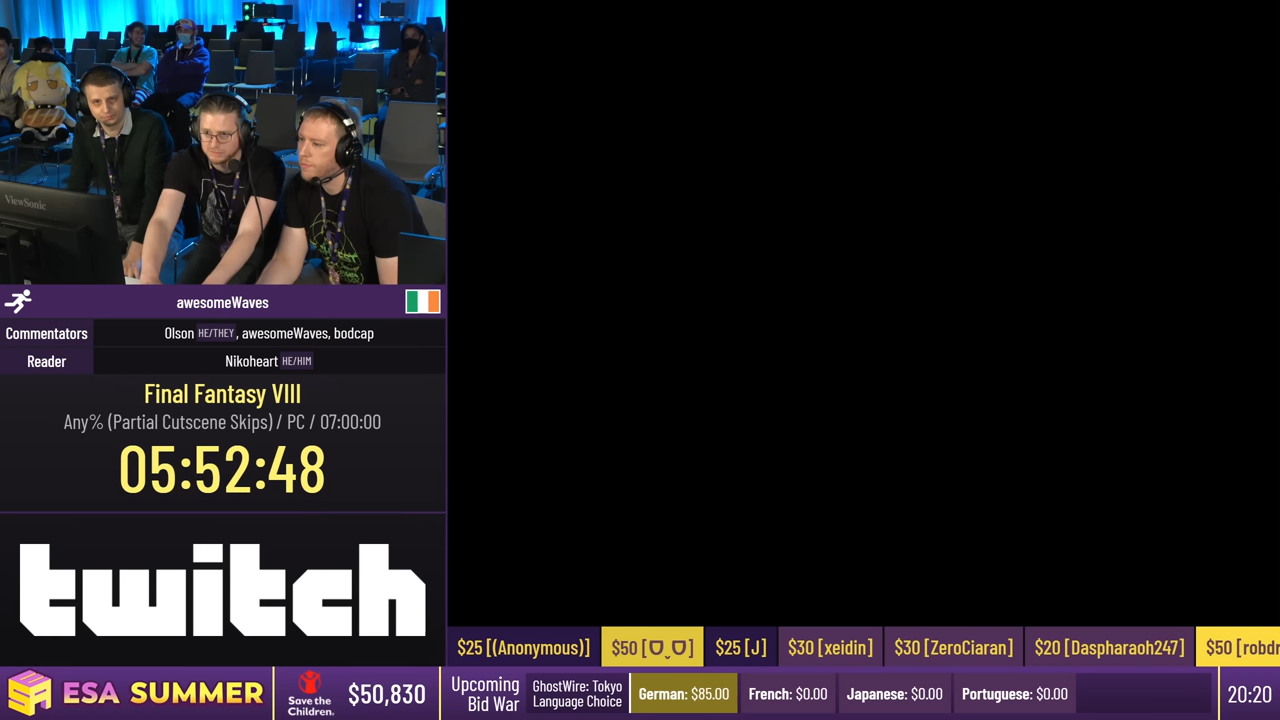 ViewSonic
awesomeWaves
Commentators
Olson HE/THEY, awesomeWaves, bodcap
Reader
Nikoheart HE/HIM
Final Fantasy VIII
Any% (Partial Cutscene Skips) / PC / 07:00:00
05:52:48
twitch
$25 [(Anonymous)]
$50 [ᗜ‿ᗜ]
$25 [J]
$30 [xeidin]
$30 [ZeroCiaran]
$20 [Daspharaoh247]
$50 [robdr
ESA SUMMER
Save the
Children.
$50,830
Upcoming
Bid War
GhostWire: Tokyo
Language Choice
German: $85.00
French: $0.00
Japanese: $0.00
Portuguese: $0.00
20:20